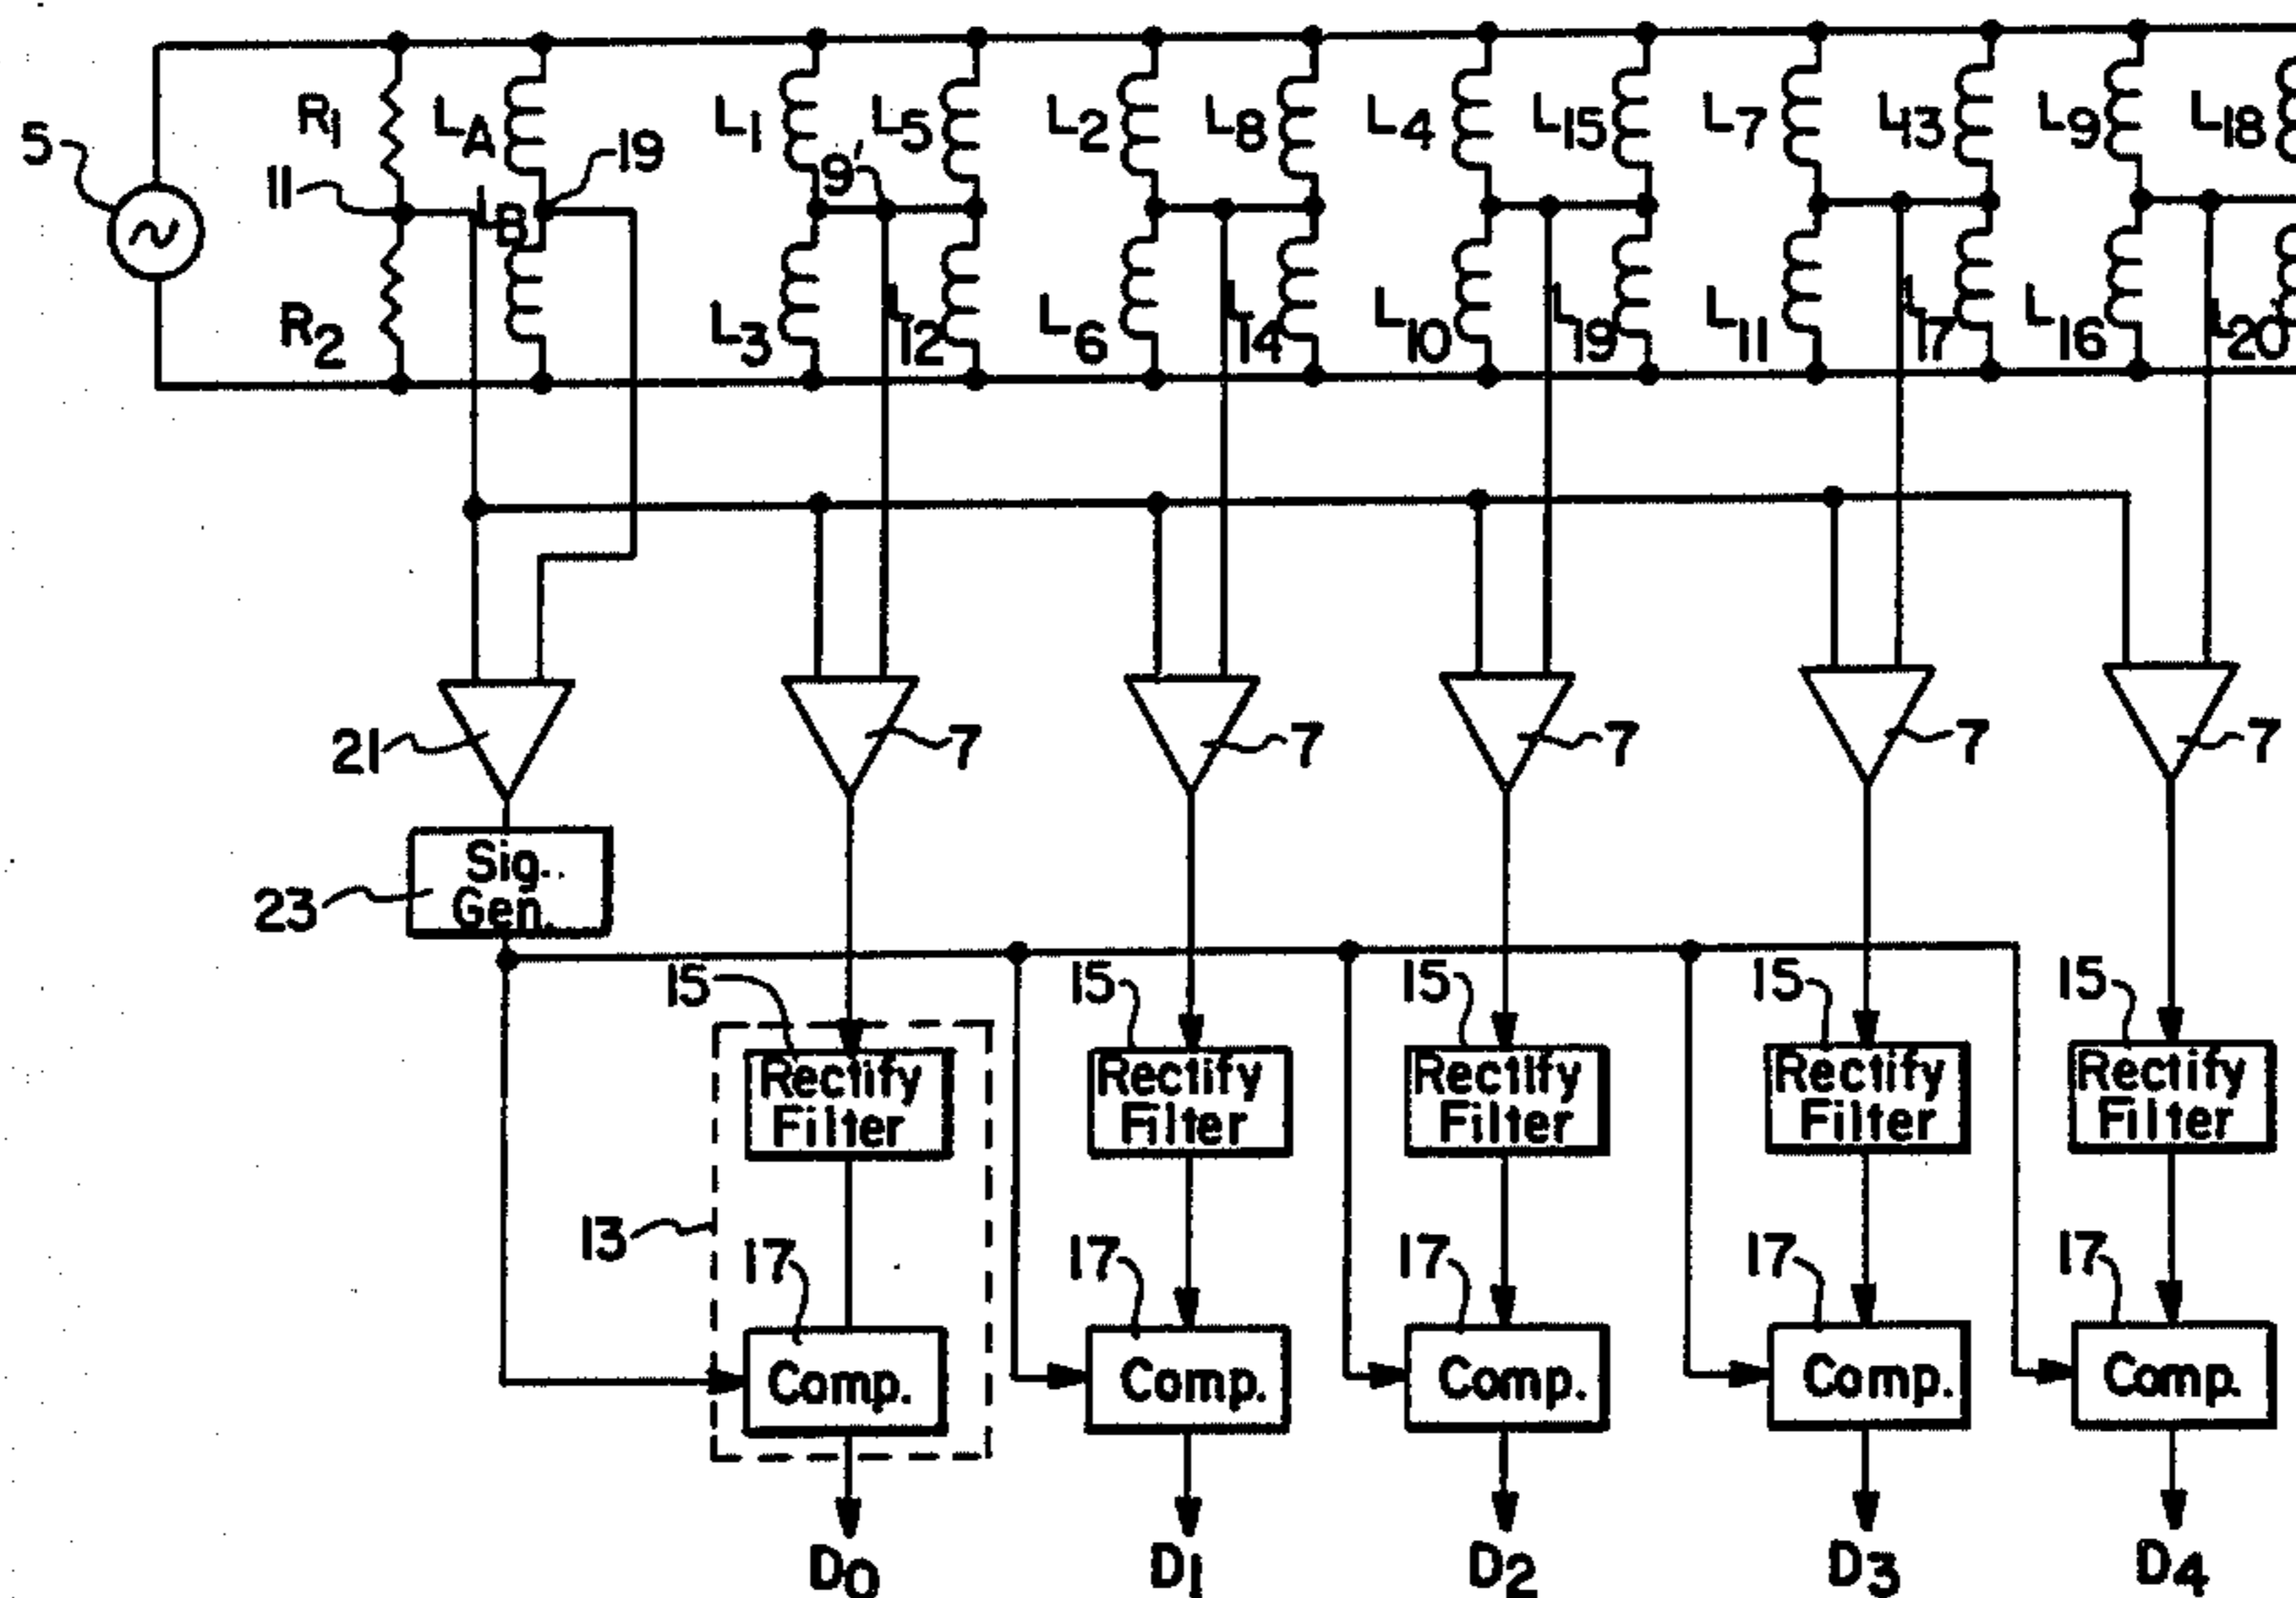 R1 LA L1 L5 L2 L8 L4 L15 L7 L13 L9 L18
5 19 9'
11 LB
R2 L3 L12 L6 L14 L10 L19 L11 L17 L16 L20
21 7 7 7 7 7
Sig.
Gen.
23
15 15 15 15 15
Rectify Rectify Rectify Rectify Rectify
Filter Filter Filter Filter Filter
13
17 17 17 17 17
Comp. Comp. Comp. Comp. Comp.
D0 D1 D2 D3 D4